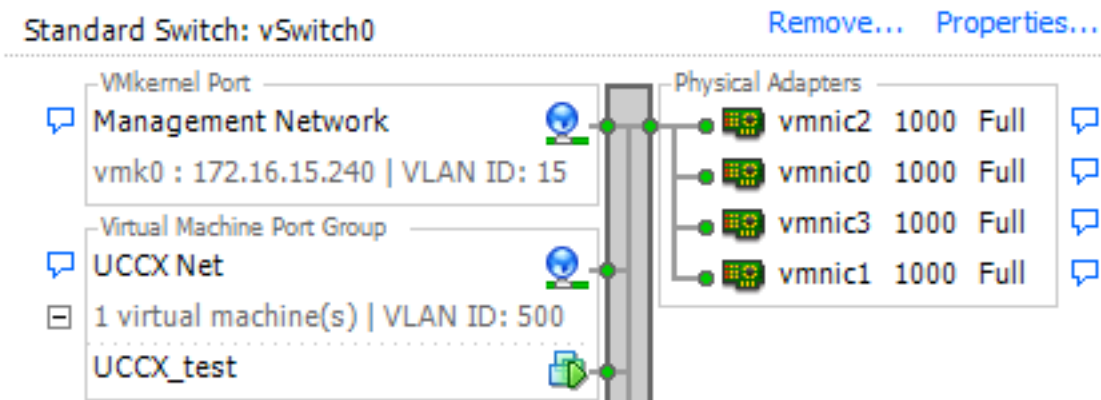 Standard Switch: vSwitch0 Remove... Properties...
VMkernel Port
Management Network
vmk0 : 172.16.15.240 | VLAN ID: 15
Virtual Machine Port Group
UCCX Net
1 virtual machine(s) | VLAN ID: 500
UCCX_test
Physical Adapters
vmnic2 1000 Full
vmnic0 1000 Full
vmnic3 1000 Full
vmnic1 1000 Full